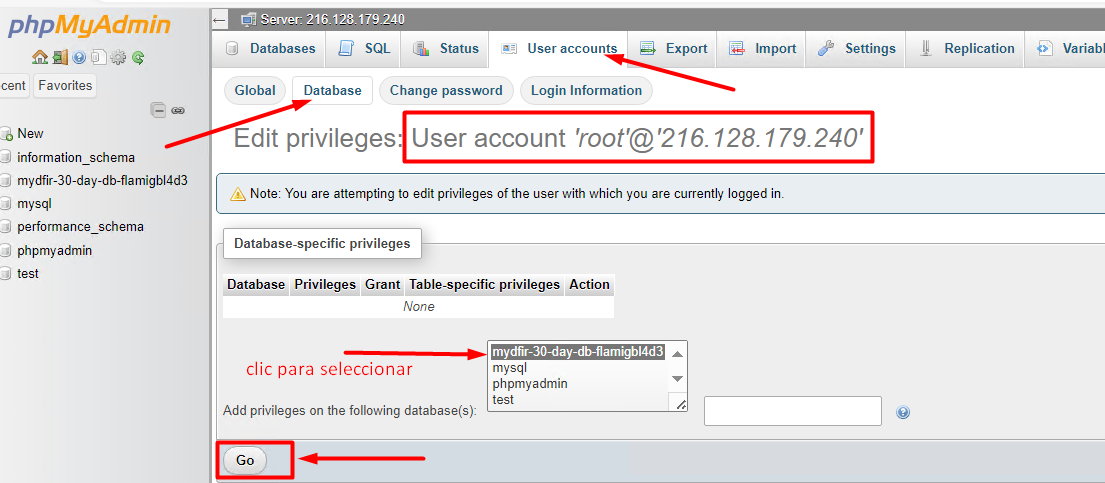 phpMyAdmin
Server: 216.128.179.240
Databases SQL Status User accounts Export Import Settings Replication Variabl
cent Favorites
Global Database Change password Login Information
New
information_schema
mydfir-30-day-db-flamigbl4d3
mysql
performance_schema
phpmyadmin
test
Edit privileges: User account 'root'@'216.128.179.240'
Note: You are attempting to edit privileges of the user with which you are currently logged in.
Database-specific privileges
Database Privileges Grant Table-specific privileges Action
None
clic para seleccionar
mydfir-30-day-db-flamigbl4d3
mysql
phpmyadmin
test
Add privileges on the following database(s):
Go